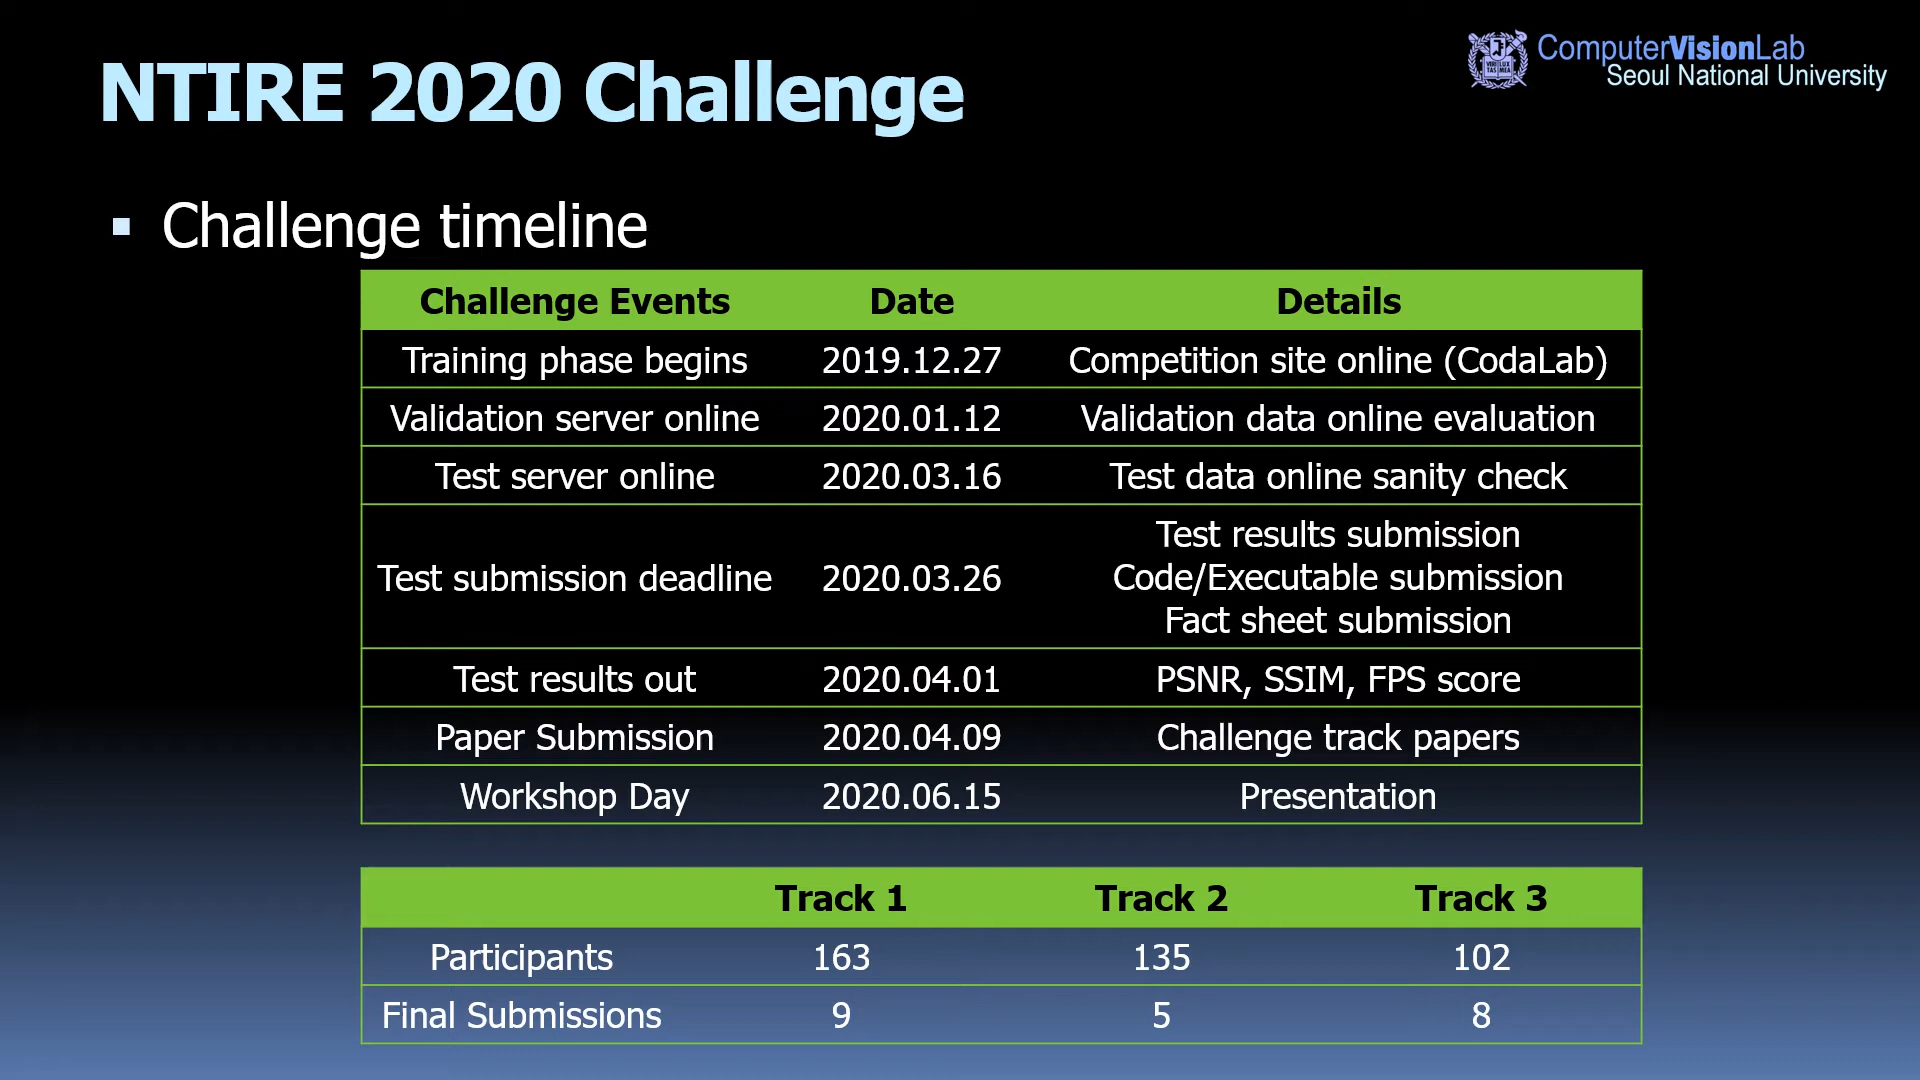 NTIRE 2020 Challenge
ComputerVisionLab
Seoul National University
Challenge timeline
Challenge Events Date Details
Training phase begins 2019.12.27 Competition site online (CodaLab)
Validation server online 2020.01.12 Validation data online evaluation
Test server online 2020.03.16 Test data online sanity check
Test submission deadline 2020.03.26 Test results submission
Code/Executable submission
Fact sheet submission
Test results out 2020.04.01 PSNR, SSIM, FPS score
Paper Submission 2020.04.09 Challenge track papers
Workshop Day 2020.06.15 Presentation
Track 1 Track 2 Track 3
Participants 163 135 102
Final Submissions 9 5 8